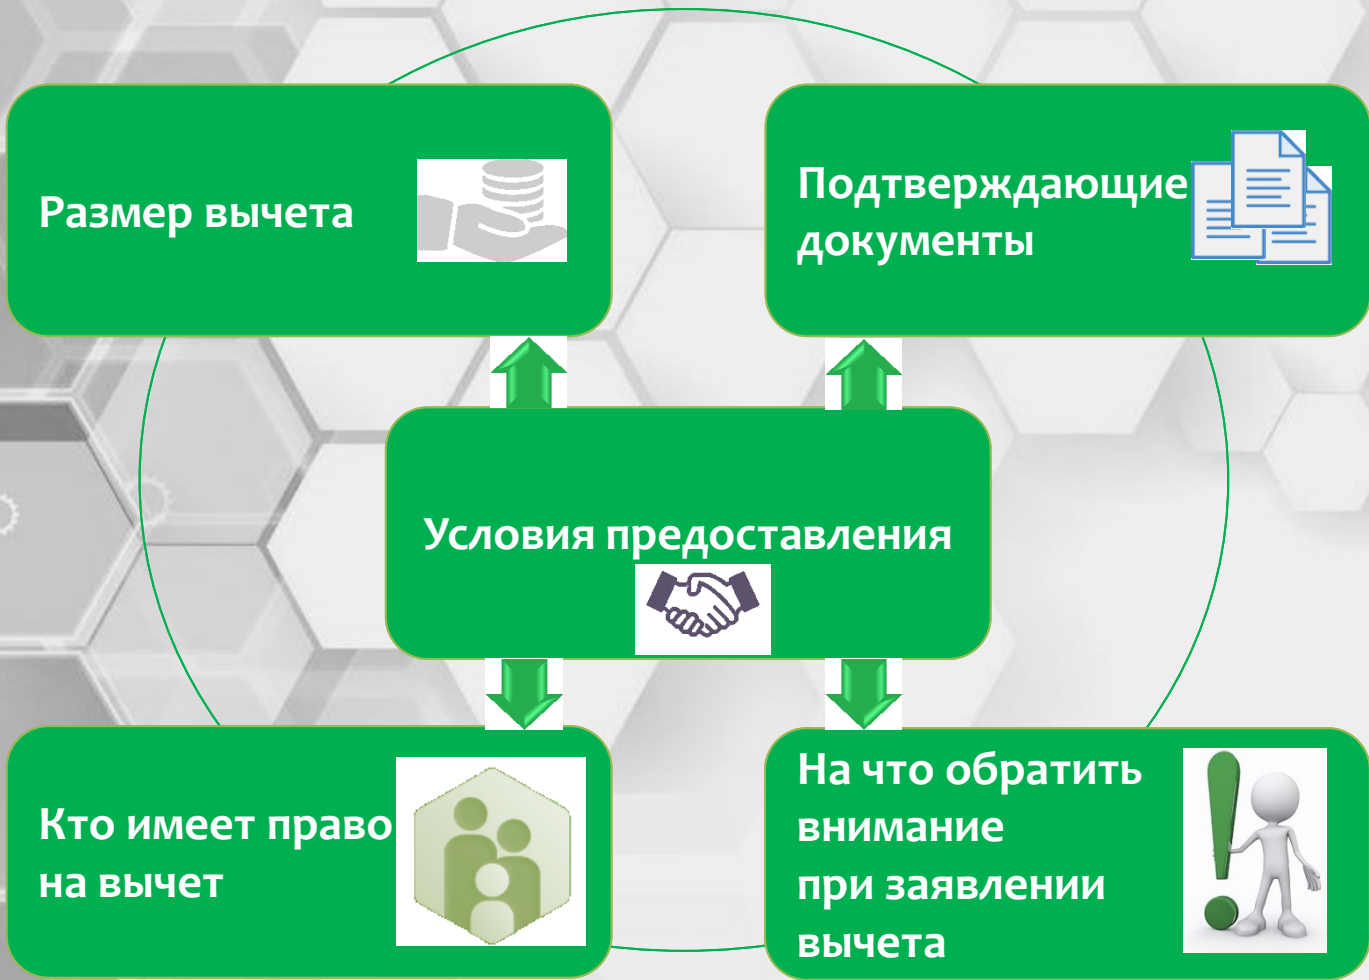 Размер вычета
Подтверждающие
документы
Условия предоставления
Кто имеет право
на вычет
На что обратить
внимание
при заявлении
вычета